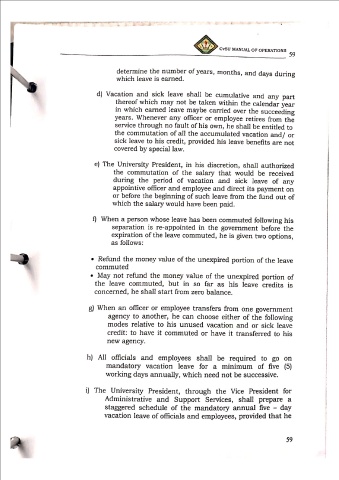 CvSU MANUAL OF OPERATIONS
59
determine the number of years, months, and days during
which leave is earned.
d) Vacation and sick leave shall be cumulative and any part
thereof which may not be taken within the calendar year
in which earned leave maybe carried over the succeeding
years. Whenever any officer or employee retires from the
service through no fault of his own, he shall be entitled to
the commutation of all the accumulated vacation and/ or
sick leave to his credit, provided his leave benefits are not
covered by special law.
e) The University President, in his discretion, shall authorized
the commutation of the salary that would be received
during the period of vacation and sick leave of any
appointive officer and employee and direct its payment on
or before the beginning of such leave from the fund out of
which the salary would have been paid.
f) When a person whose leave has been commuted following his
separation is re-appointed in the government before the
expiration of the leave commuted, he is given two options,
as follows:
• Refund the money value of the unexpired portion of the leave
commuted
• May not refund the money value of the unexpired portion of
the leave commuted, but in so far as his leave credits is
concerned, he shall start from zero balance.
g) When an officer or employee transfers from one government
agency to another, he can choose either of the following
modes relative to his unused vacation and or sick leave
credit: to have it commuted or have it transferred to his
new agency.
h) All officials and employees shall be required to go on
mandatory vacation leave for a minimum of five (5)
working days annually, which need not be successive.
i) The University President, through the Vice President for
Administrative and Support Services, shall prepare a
staggered schedule of the mandatory annual five – day
vacation leave of officials and employees, provided that he
59